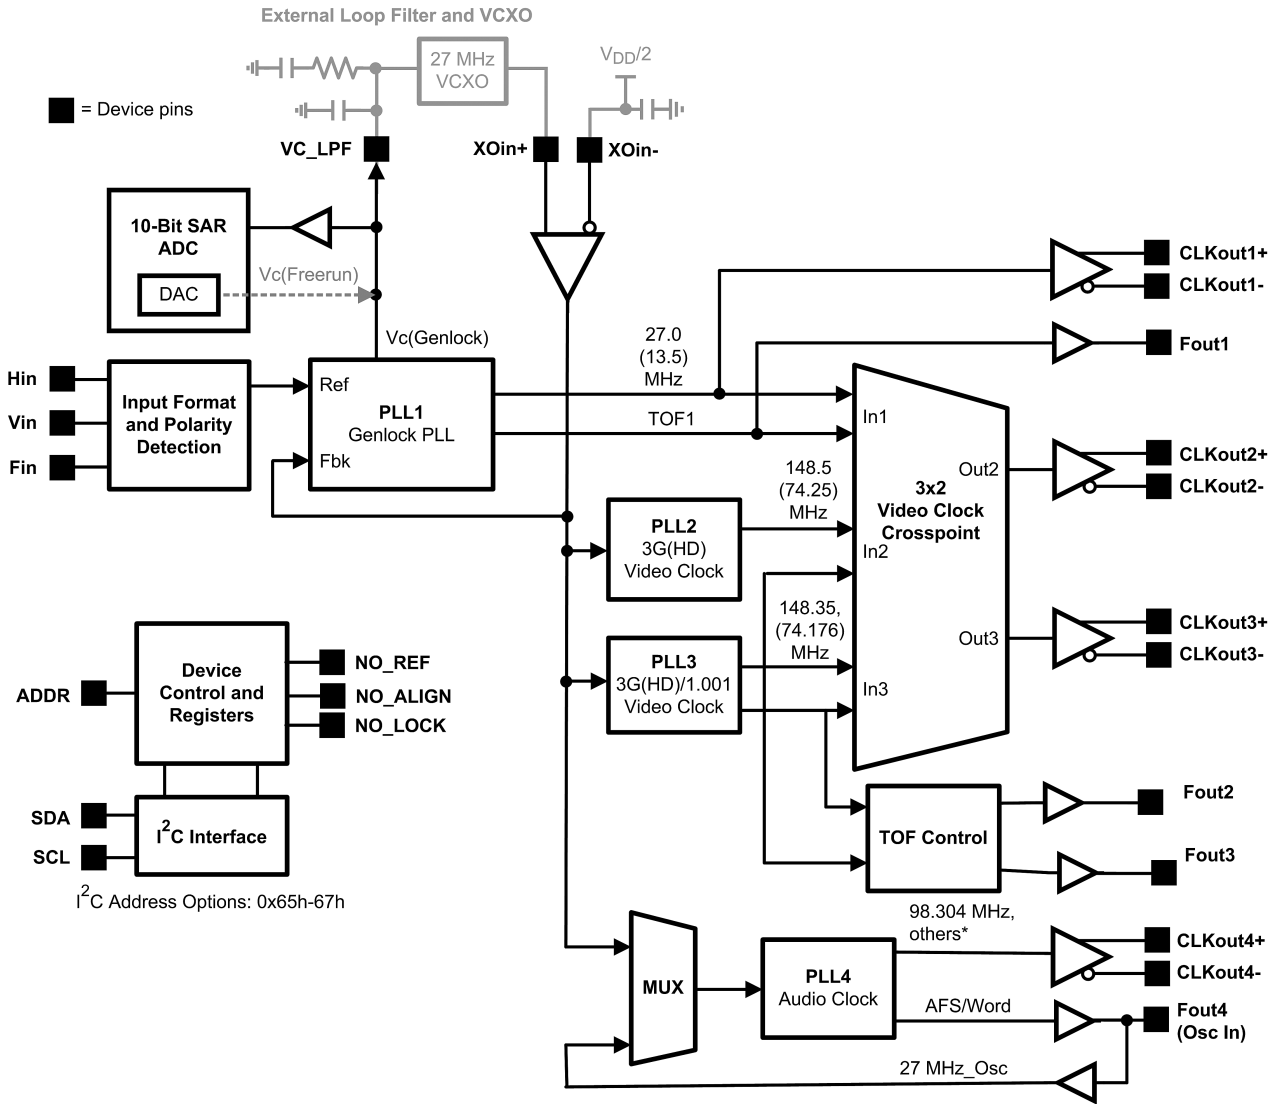 External Loop Filter and VCXO
27 MHz
VCXO
VDD/2
= Device pins
VC_LPF
XOin+
XOin-
10-Bit SAR
ADC
DAC
Vc(Freerun)
Vc(Genlock)
CLKout1+
CLKout1-
Fout1
Hin
Vin
Fin
Input Format
and Polarity
Detection
Ref
PLL1
Genlock PLL
Fbk
27.0
(13.5)
MHz
TOF1
In1
148.5
(74.25)
MHz
Out2
3x2
Video Clock
Crosspoint
CLKout2+
CLKout2-
PLL2
3G(HD)
Video Clock
In2
148.35,
(74.176)
MHz
Out3
CLKout3+
CLKout3-
PLL3
3G(HD)/1.001
Video Clock
In3
ADDR
Device
Control and
Registers
NO_REF
NO_ALIGN
NO_LOCK
SDA
SCL
I2C Interface
I2C Address Options: 0x65h-67h
TOF Control
Fout2
Fout3
98.304 MHz,
others*
MUX
PLL4
Audio Clock
CLKout4+
CLKout4-
AFS/Word
Fout4
(Osc In)
27 MHz_Osc